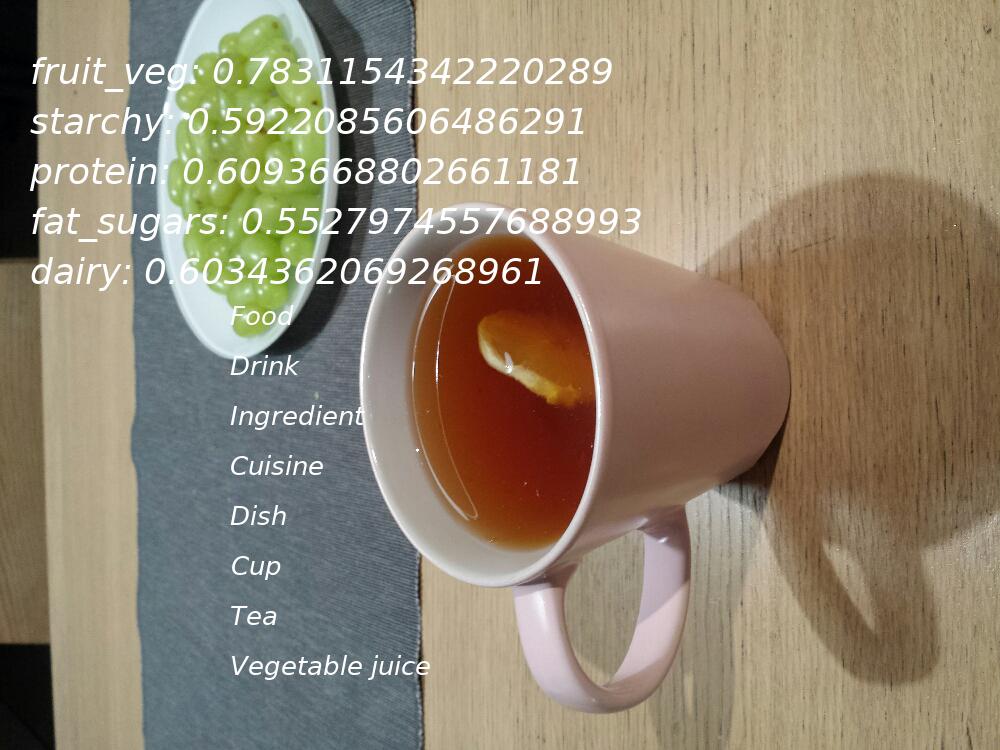 fruit_veg: 0.7831154342220289
starchy: 0.5922085606486291
protein: 0.6093668802661181
fat_sugars: 0.5527974557688993
dairy: 0.6034362069268961
Food
Drink
Ingredient
Cuisine
Dish
Cup
Tea
Vegetable juice